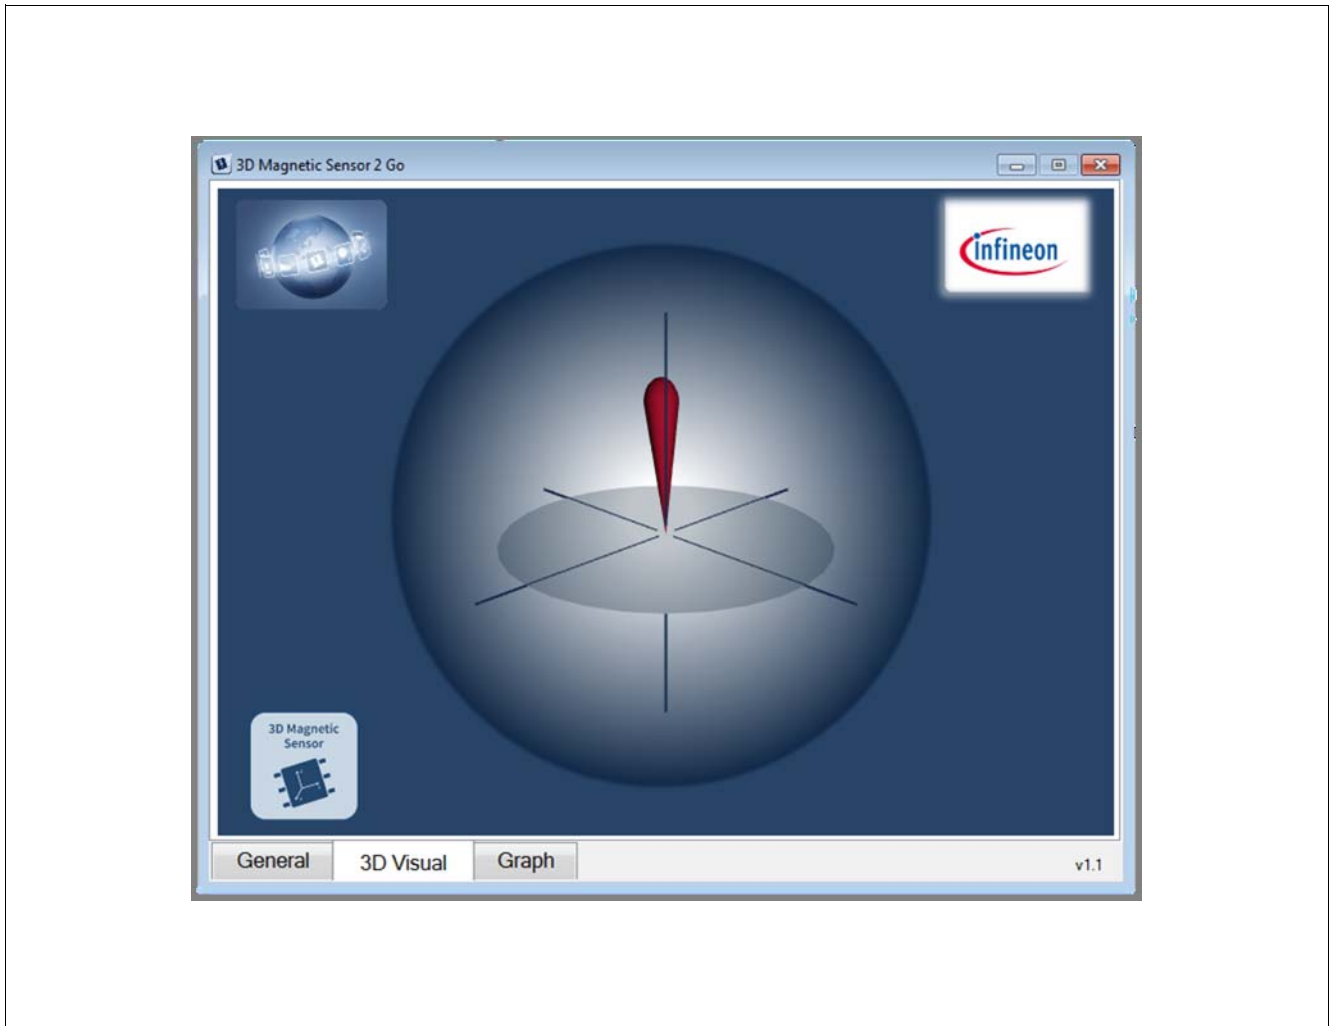 3D Magnetic Sensor 2 Go
infineon
3D Magnetic
Sensor
General
3D Visual
Graph
v1.1